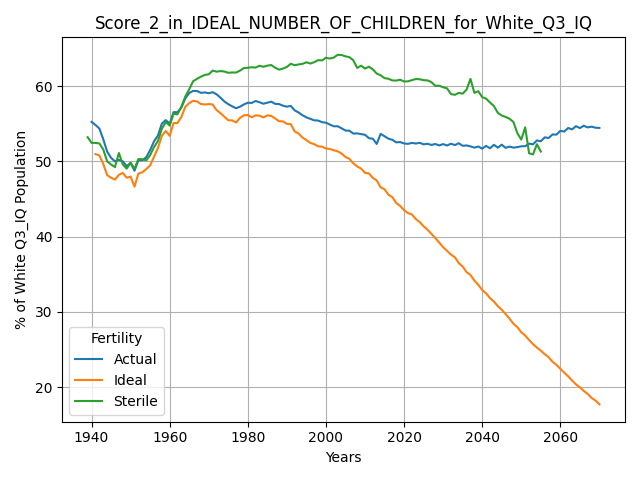 Score_2_in_IDEAL_NUMBER_OF_CHILDREN_for_White_Q3_IQ
% of White Q3_IQ Population
60
50
40
30
20
Fertility
Actual
Ideal
Sterile
1940 1960 1980 2000 2020 2040 2060
Years